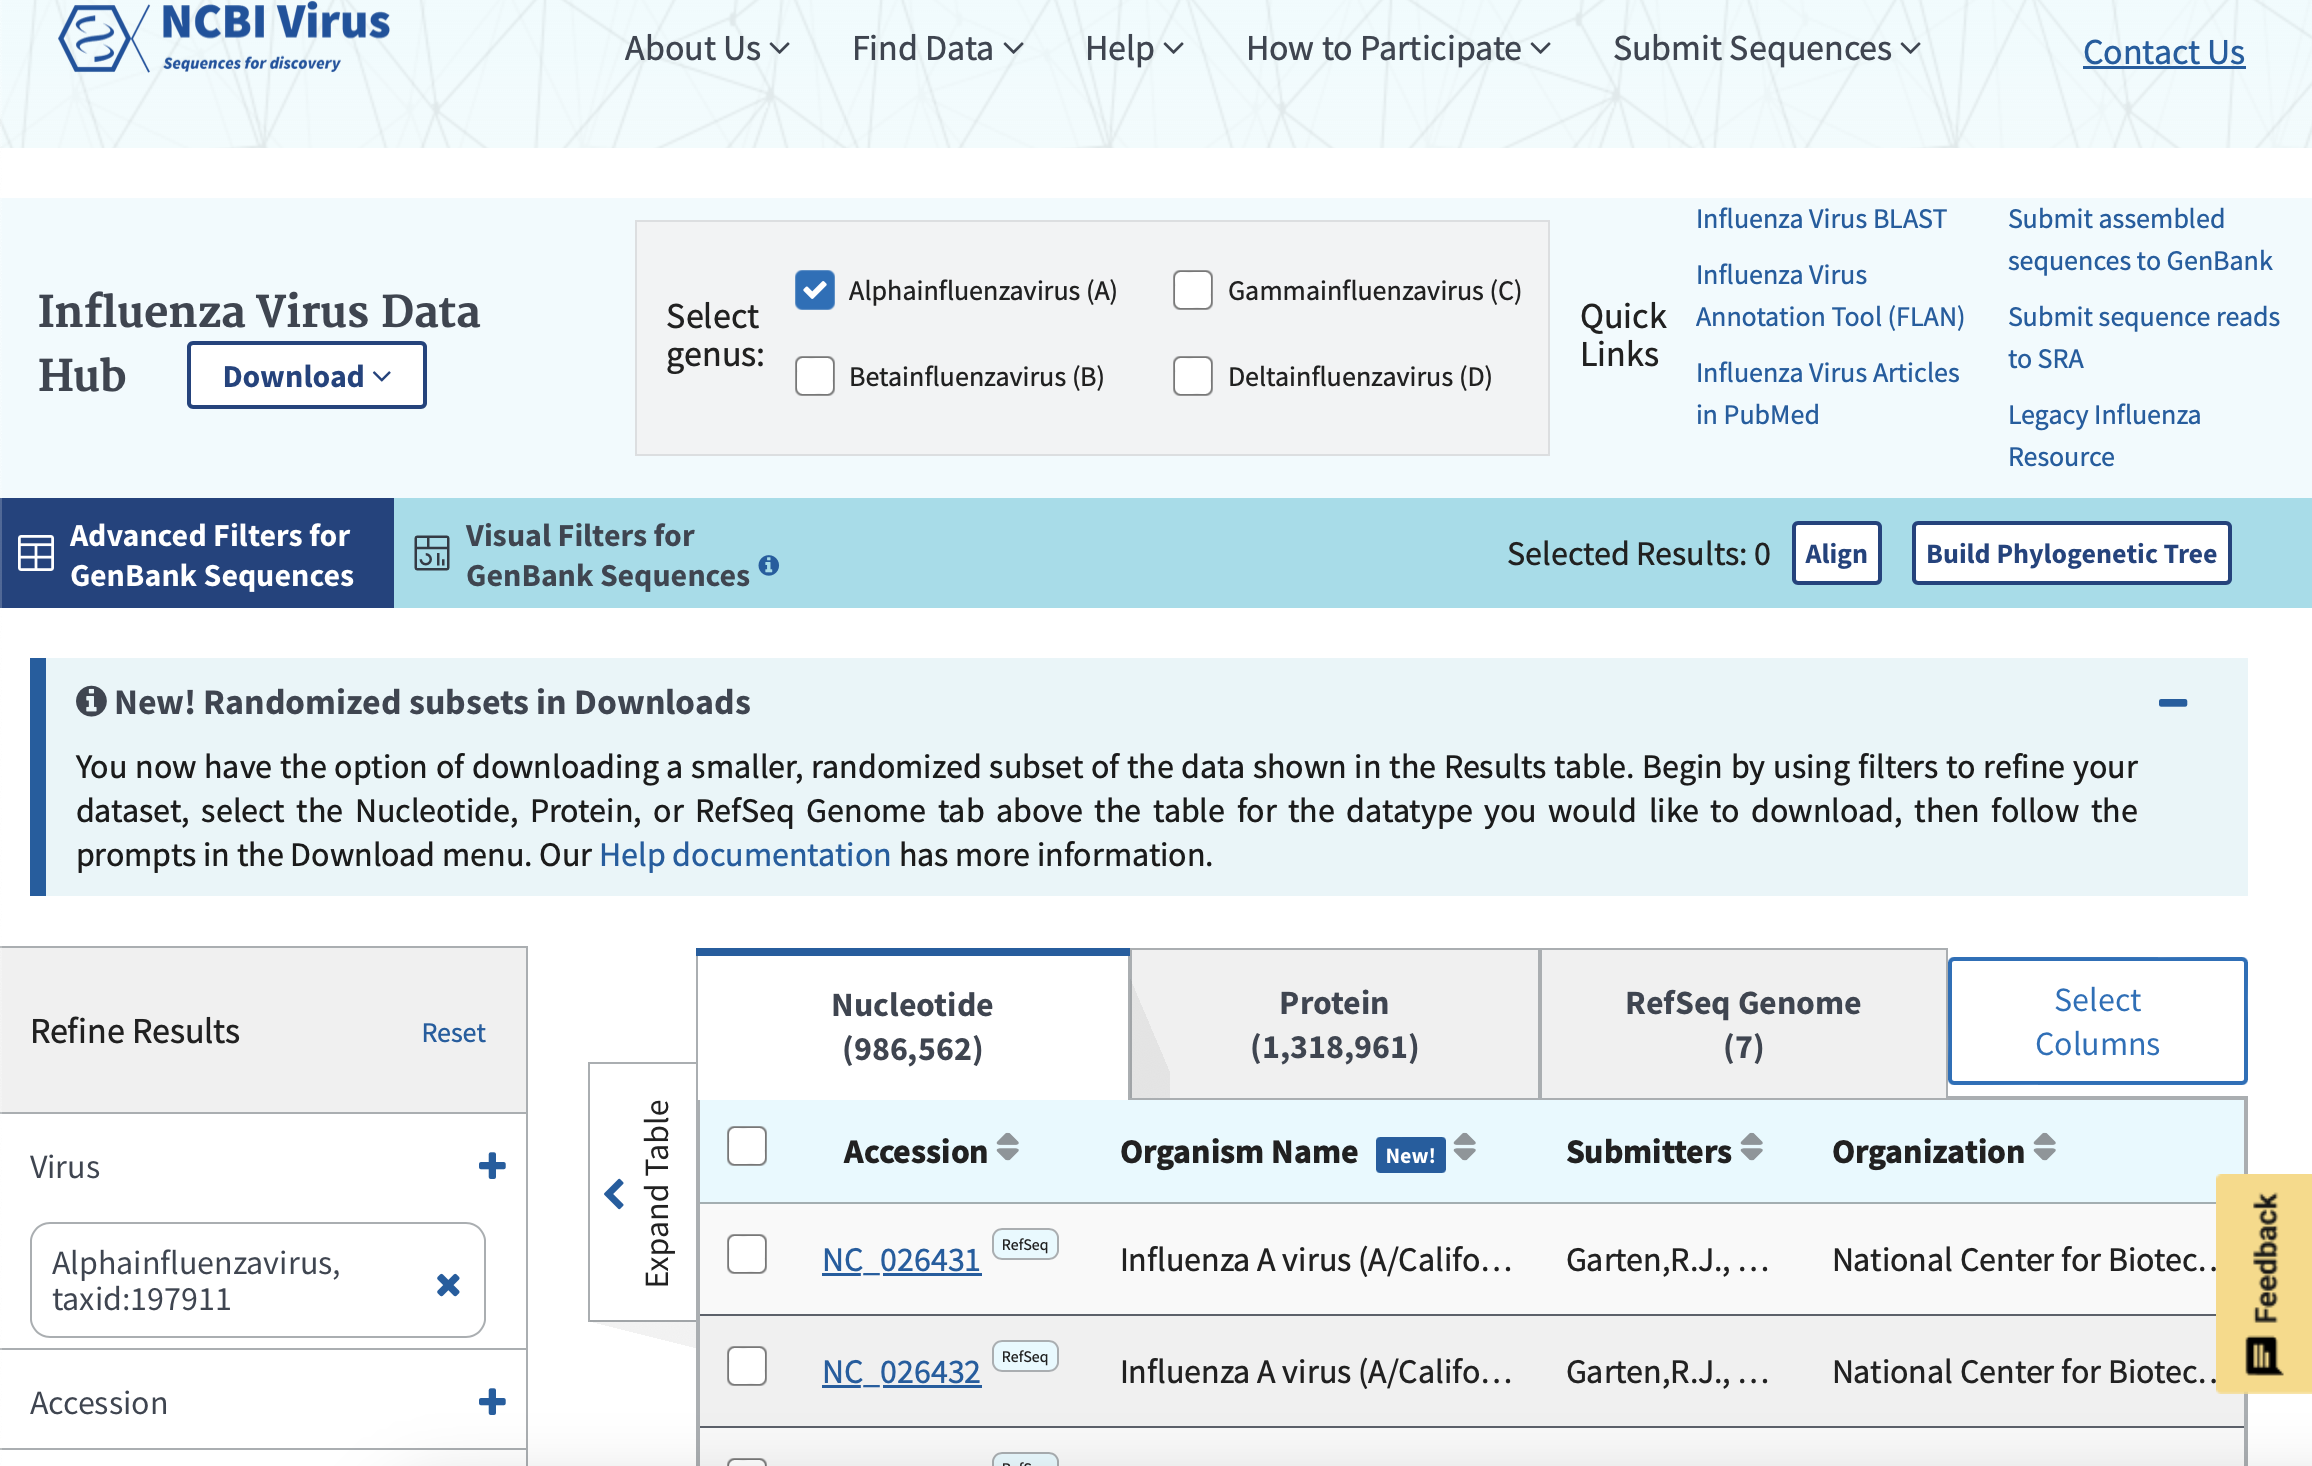 NCBI Virus
Sequences for discovery
About Us
Find Data
Help
How to Participate
Submit Sequences
Contact Us
Influenza Virus Data
Hub
Download
Select
genus:
Alphainfluenzavirus (A)
Gammainfluenzavirus (C)
Betainfluenzavirus (B)
Deltainfluenzavirus (D)
Quick
Links
Influenza Virus BLAST
Influenza Virus
Annotation Tool (FLAN)
Influenza Virus Articles
in PubMed
Submit assembled
sequences to GenBank
Submit sequence reads
to SRA
Legacy Influenza
Resource
Advanced Filters for
GenBank Sequences
Visual Filters for
GenBank Sequences
Selected Results: 0
Align
Build Phylogenetic Tree
New! Randomized subsets in Downloads
You now have the option of downloading a smaller, randomized subset of the data shown in the Results table. Begin by using filters to refine your
dataset, select the Nucleotide, Protein, or RefSeq Genome tab above the table for the datatype you would like to download, then follow the
prompts in the Download menu. Our Help documentation has more information.
Refine Results
Reset
Virus
Alphainfluenzavirus,
taxid:197911
Accession
Expand Table
Nucleotide
(986,562)
Protein
(1,318,961)
RefSeq Genome
(7)
Select
Columns
Accession
Organism Name New!
Submitters
Organization
NC_026431 RefSeq Influenza A virus (A/Califo... Garten,R.J., ... National Center for Biotec..
NC_026432 RefSeq Influenza A virus (A/Califo... Garten,R.J., ... National Center for Biotec..
Feedback